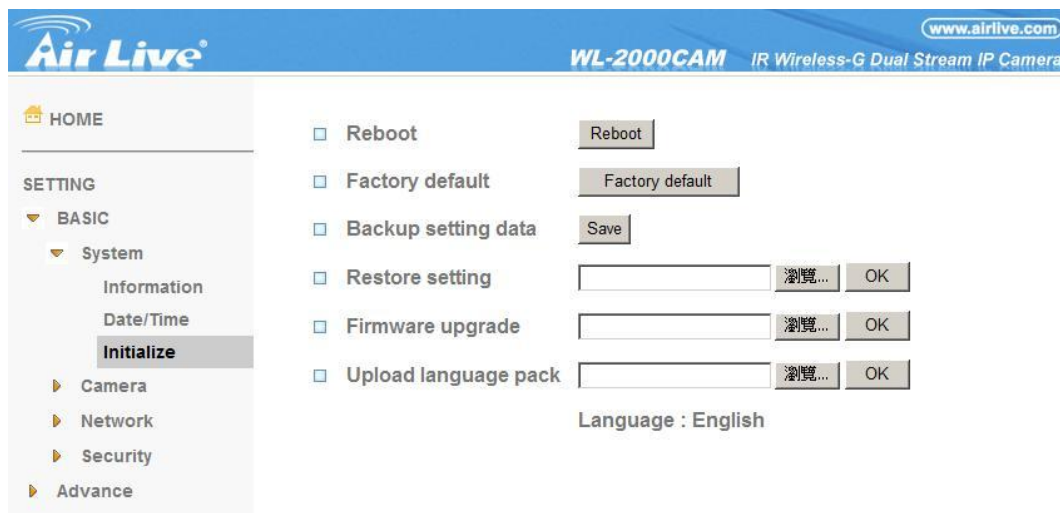 www.airlive.com
Air Live®
WL-2000CAM IR Wireless-G Dual Stream IP Camera
HOME
SETTING
BASIC
System
Information
Date/Time
Initialize
Camera
Network
Security
Advance
Reboot Reboot
Factory default Factory default
Backup setting data Save
Restore setting 瀏覽... OK
Firmware upgrade 瀏覽... OK
Upload language pack 瀏覽... OK
Language : English